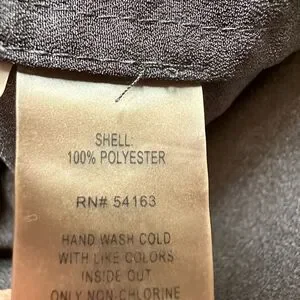 SHELL:
100% POLYESTER
RN# 54163
HAND WASH COLD
WITH LIKE COLORS
INSIDE OUT
ONLY NON-CHLORINE